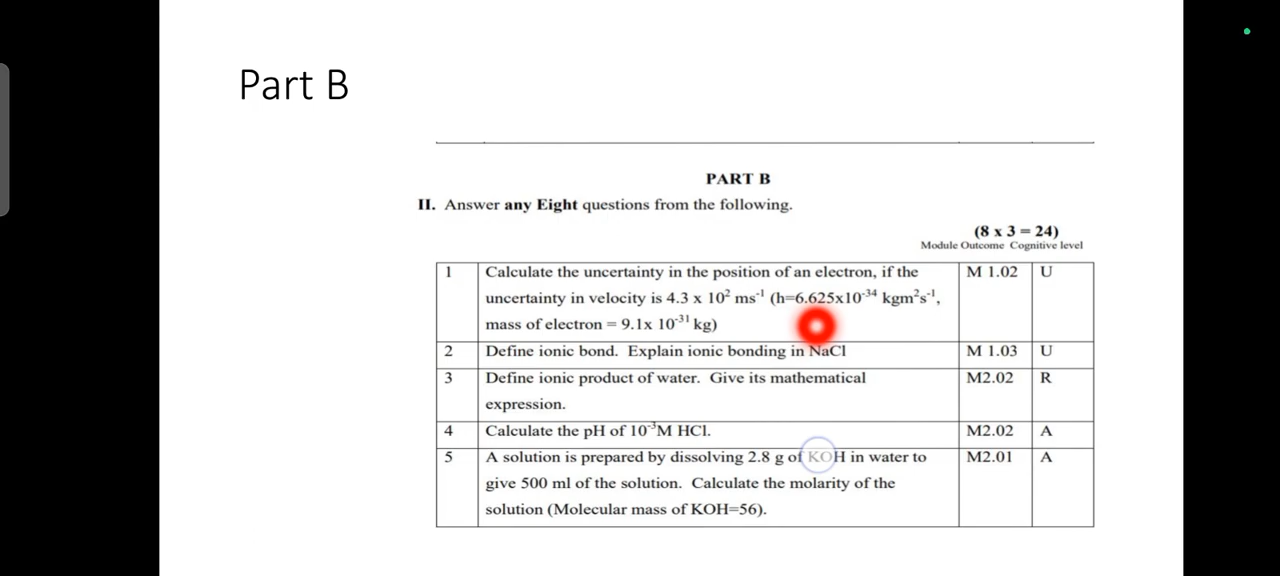 Part B
PART B
II. Answer any Eight questions from the following.
(8 x 3 = 24)
Module Outcome Cognitive level
1 Calculate the uncertainty in the position of an electron, if the M 1.02 U
uncertainty in velocity is 4.3 x 10² ms⁻¹ (h=6.625x10⁻³⁴ kgm²s⁻¹,
mass of electron = 9.1x 10⁻³¹ kg)
2 Define ionic bond. Explain ionic bonding in NaCl M 1.03 U
3 Define ionic product of water. Give its mathematical M2.02 R
expression.
4 Calculate the pH of 10⁻³M HCl. M2.02 A
5 A solution is prepared by dissolving 2.8 g of KOH in water to M2.01 A
give 500 ml of the solution. Calculate the molarity of the
solution (Molecular mass of KOH=56).